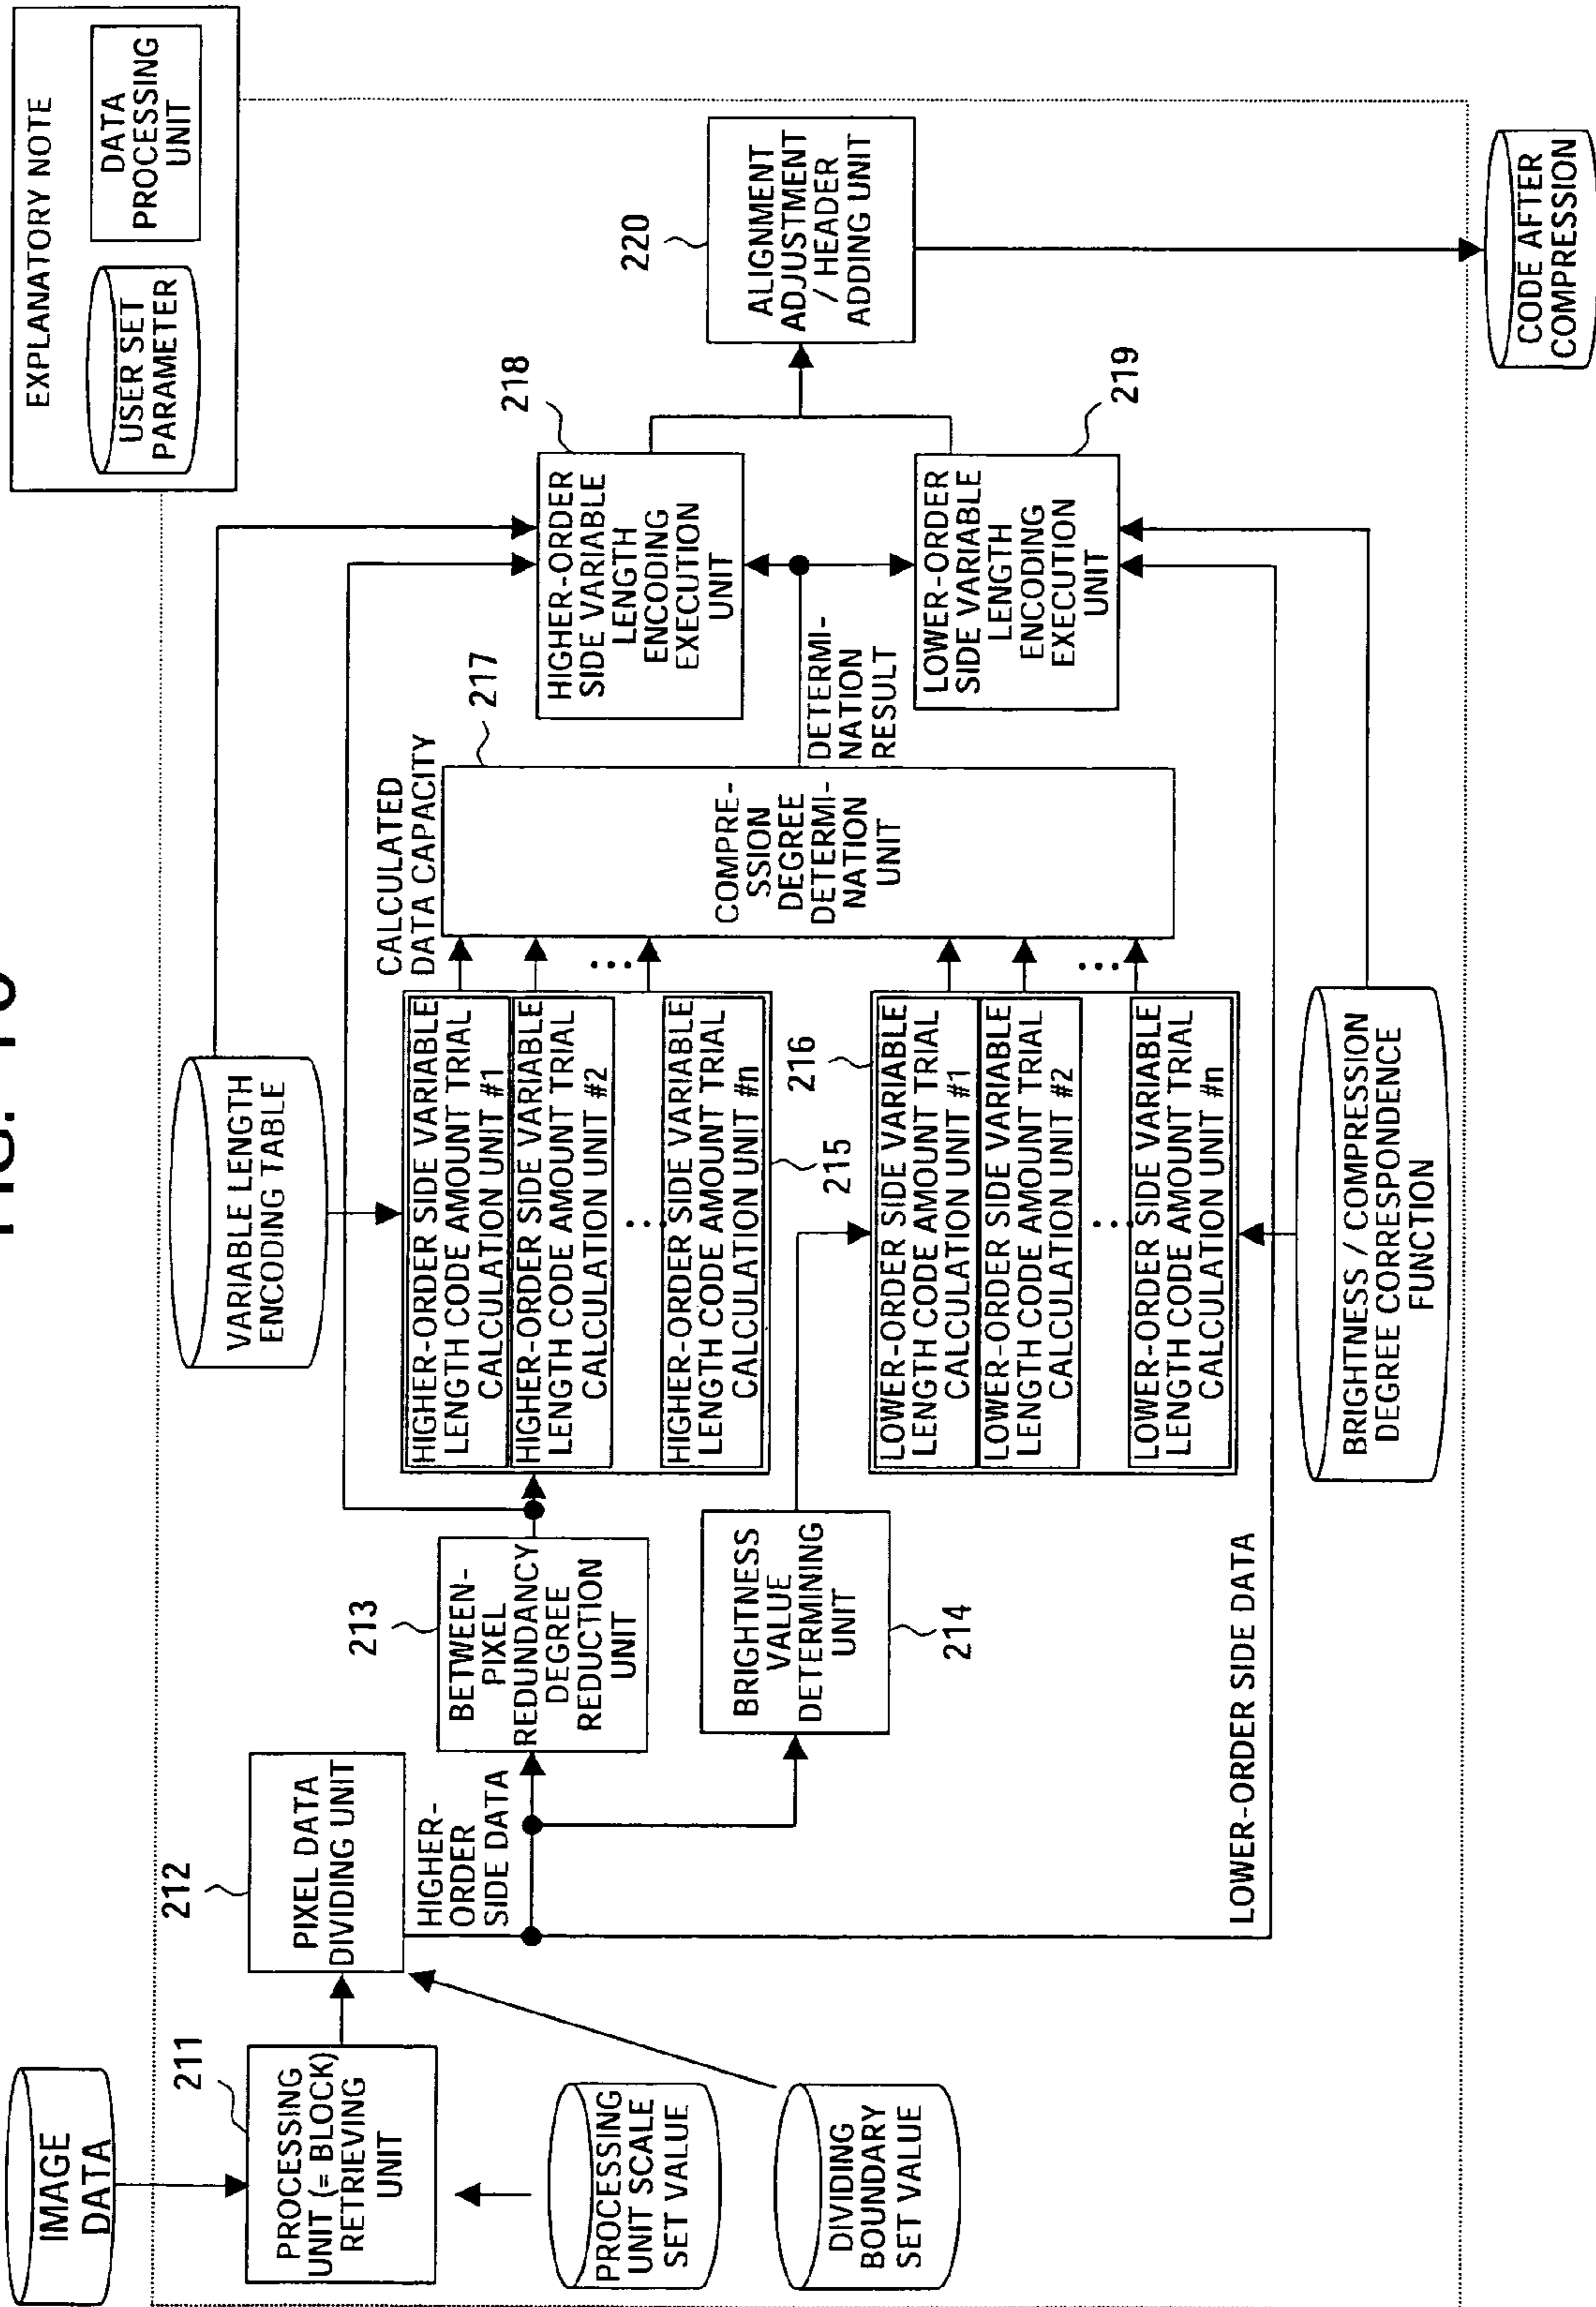 FIG. 10
EXPLANATORY NOTE
USER SET
PARAMETER
DATA
PROCESSING
UNIT
IMAGE
DATA
211
PROCESSING
UNIT (= BLOCK)
RETRIEVING
UNIT
PROCESSING
UNIT SCALE
SET VALUE
DIVIDING
BOUNDARY
SET VALUE
212
PIXEL DATA
DIVIDING UNIT
HIGHER-
ORDER
SIDE DATA
LOWER-ORDER SIDE DATA
213
BETWEEN-
PIXEL
REDUNDANCY
DEGREE
REDUCTION
UNIT
BRIGHTNESS
VALUE
DETERMINING
UNIT
214
VARIABLE LENGTH
ENCODING TABLE
HIGHER-ORDER SIDE VARIABLE
LENGTH CODE AMOUNT TRIAL
CALCULATION UNIT #1
HIGHER-ORDER SIDE VARIABLE
LENGTH CODE AMOUNT TRIAL
CALCULATION UNIT #2
...
HIGHER-ORDER SIDE VARIABLE
LENGTH CODE AMOUNT TRIAL
CALCULATION UNIT #n
215
216
LOWER-ORDER SIDE VARIABLE
LENGTH CODE AMOUNT TRIAL
CALCULATION UNIT #1
LOWER-ORDER SIDE VARIABLE
LENGTH CODE AMOUNT TRIAL
CALCULATION UNIT #2
...
LOWER-ORDER SIDE VARIABLE
LENGTH CODE AMOUNT TRIAL
CALCULATION UNIT #n
BRIGHTNESS / COMPRESSION
DEGREE CORRESPONDENCE
FUNCTION
CALCULATED
DATA CAPACITY
...
...
217
COMPRE-
SSION
DEGREE
DETERMI-
NATION
UNIT
DETERMI-
NATION
RESULT
218
HIGHER-ORDER
SIDE VARIABLE
LENGTH
ENCODING
EXECUTION
UNIT
LOWER-ORDER
SIDE VARIABLE
LENGTH
ENCODING
EXECUTION
UNIT
219
220
ALIGNMENT
ADJUSTMENT
/ HEADER
ADDING UNIT
CODE AFTER
COMPRESSION